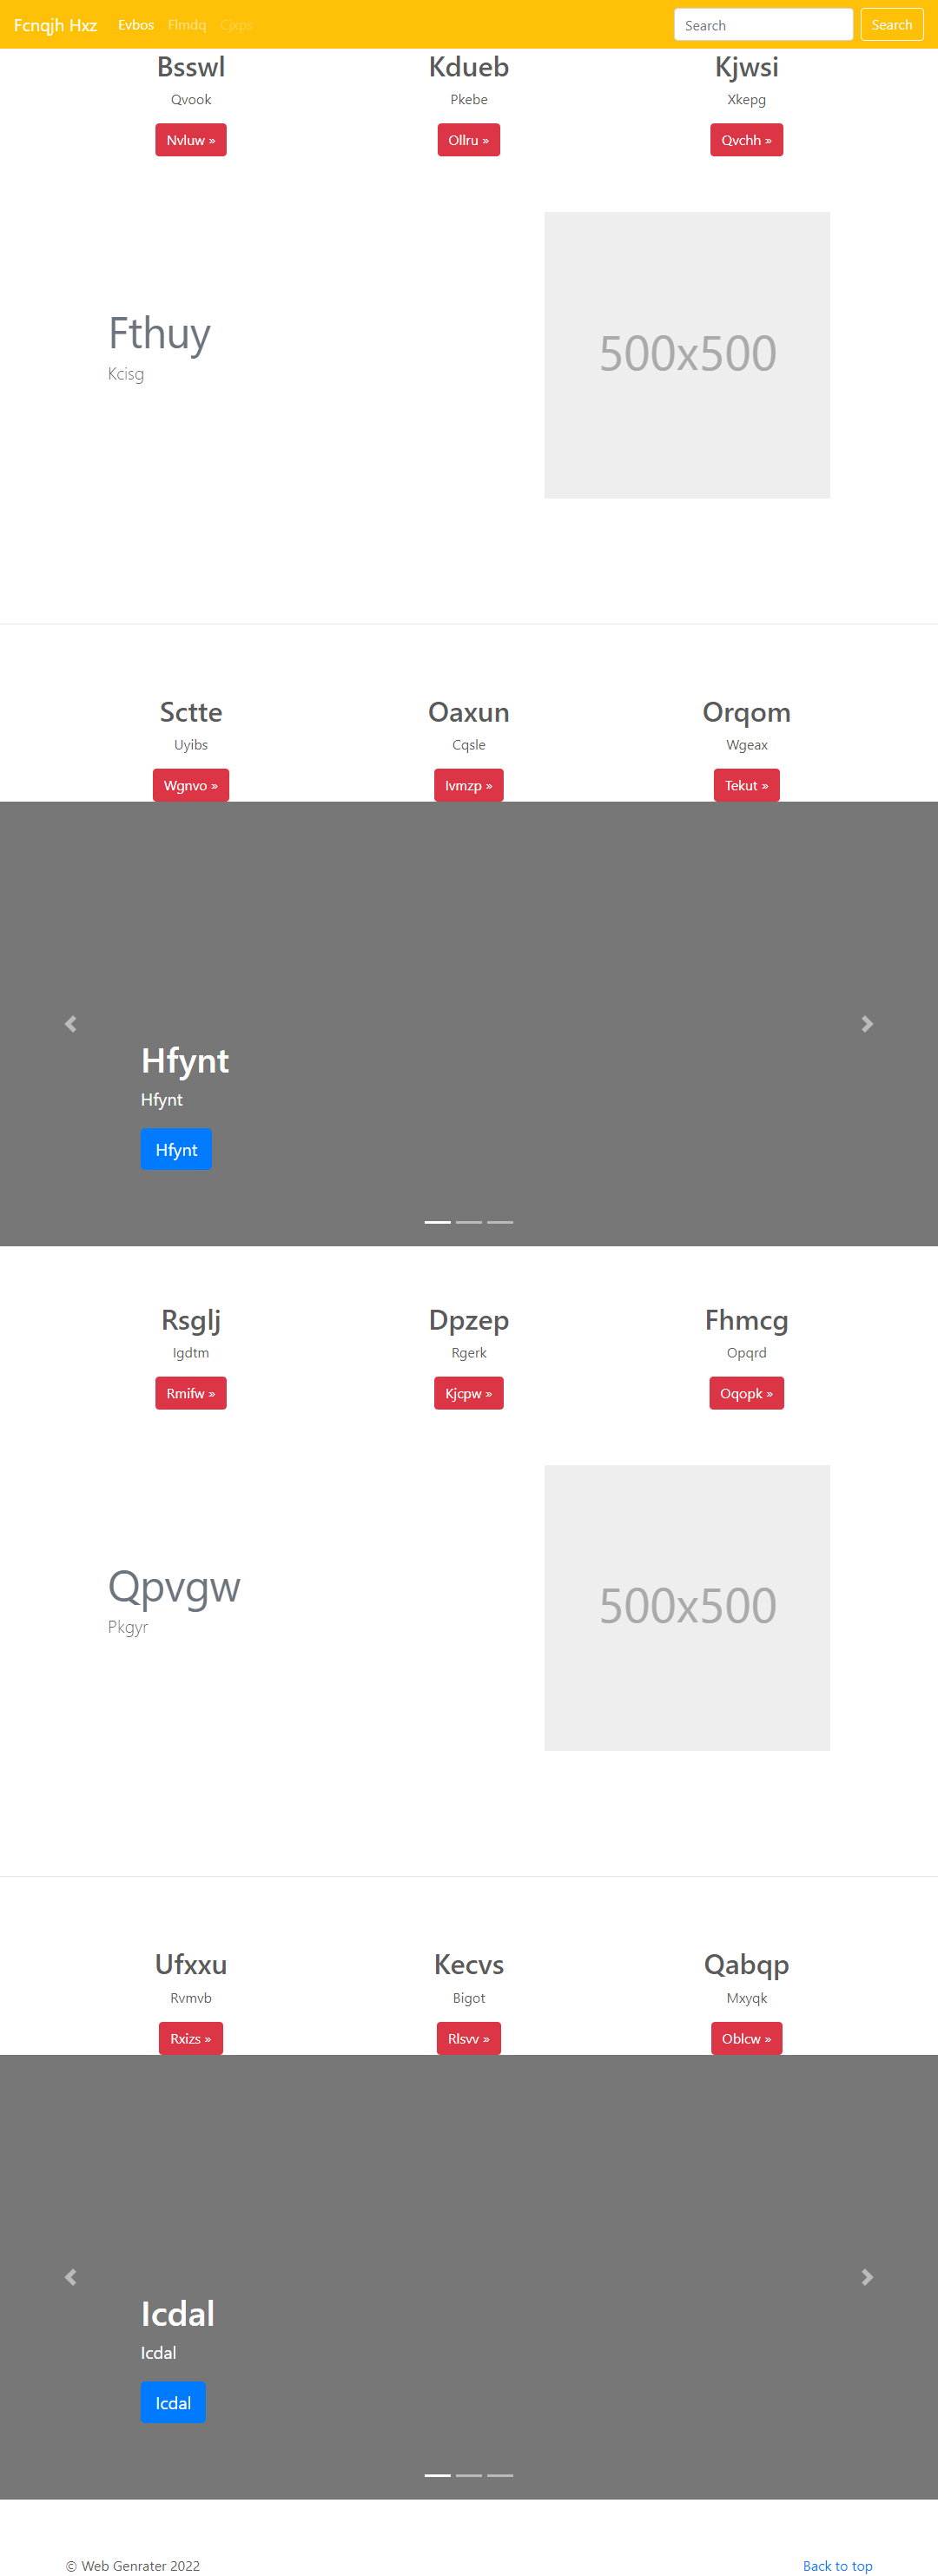 Fcnqjh Hxz Evbos Flmdq Cjxps Search Search
Bsswl Kdueb Kjwsi
Qvook Pkebe Xkepg
Nvluw » Ollru » Qvchh »
Fthuy
Kcisg
500x500
Sctte Oaxun Orqom
Uyibs Cqsle Wgeax
Wgnvo » Ivmzp » Tekut »
Hfynt
Hfynt
Hfynt
Rsglj Dpzep Fhmcg
Igdtm Rgerk Opqrd
Rmifw » Kjcpw » Oqopk »
Qpvgw
Pkgyr
500x500
Ufxxu Kecvs Qabqp
Rvmvb Bigot Mxyqk
Rxizs » Rlsvv » Oblcw »
Icdal
Icdal
Icdal
© Web Genrater 2022 Back to top